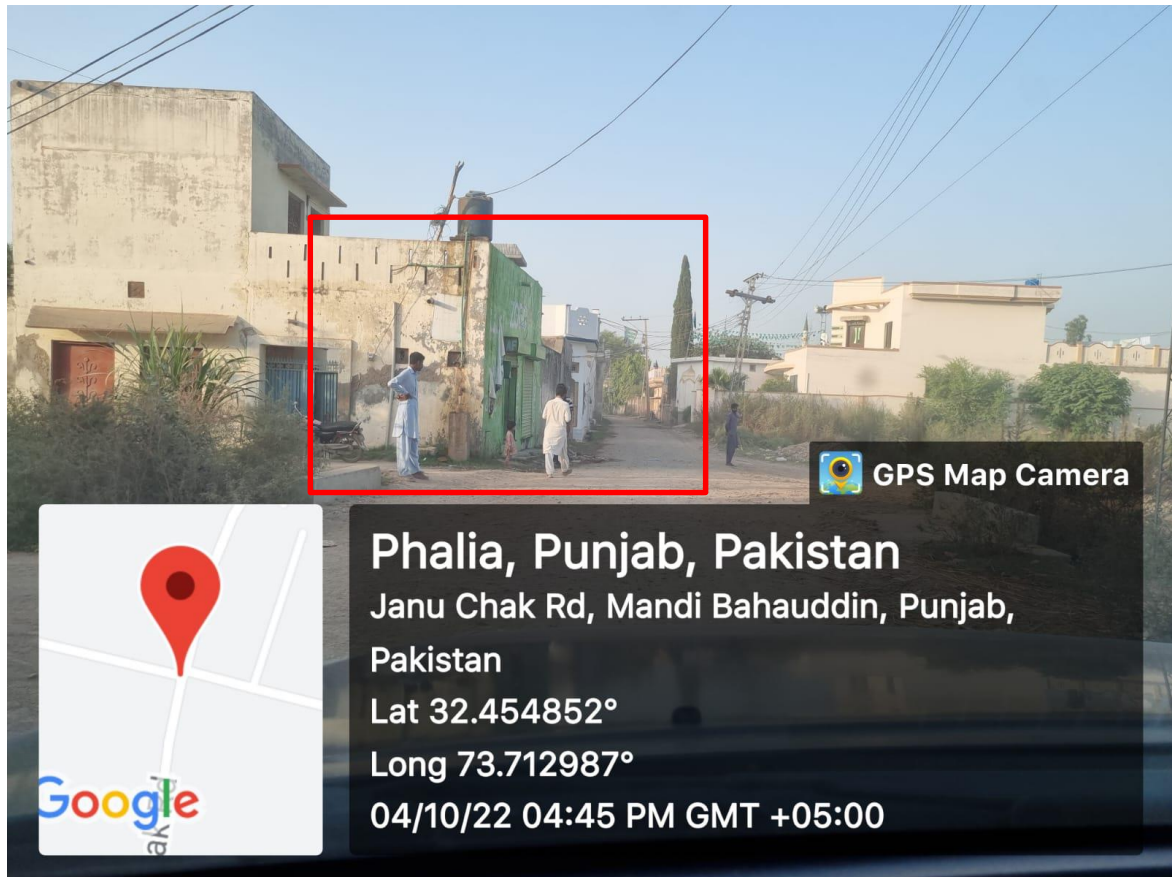 GPS Map Camera
Phalia, Punjab, Pakistan
Janu Chak Rd, Mandi Bahauddin, Punjab,
Pakistan
Lat 32.454852°
Long 73.712987°
04/10/22 04:45 PM GMT +05:00
Google